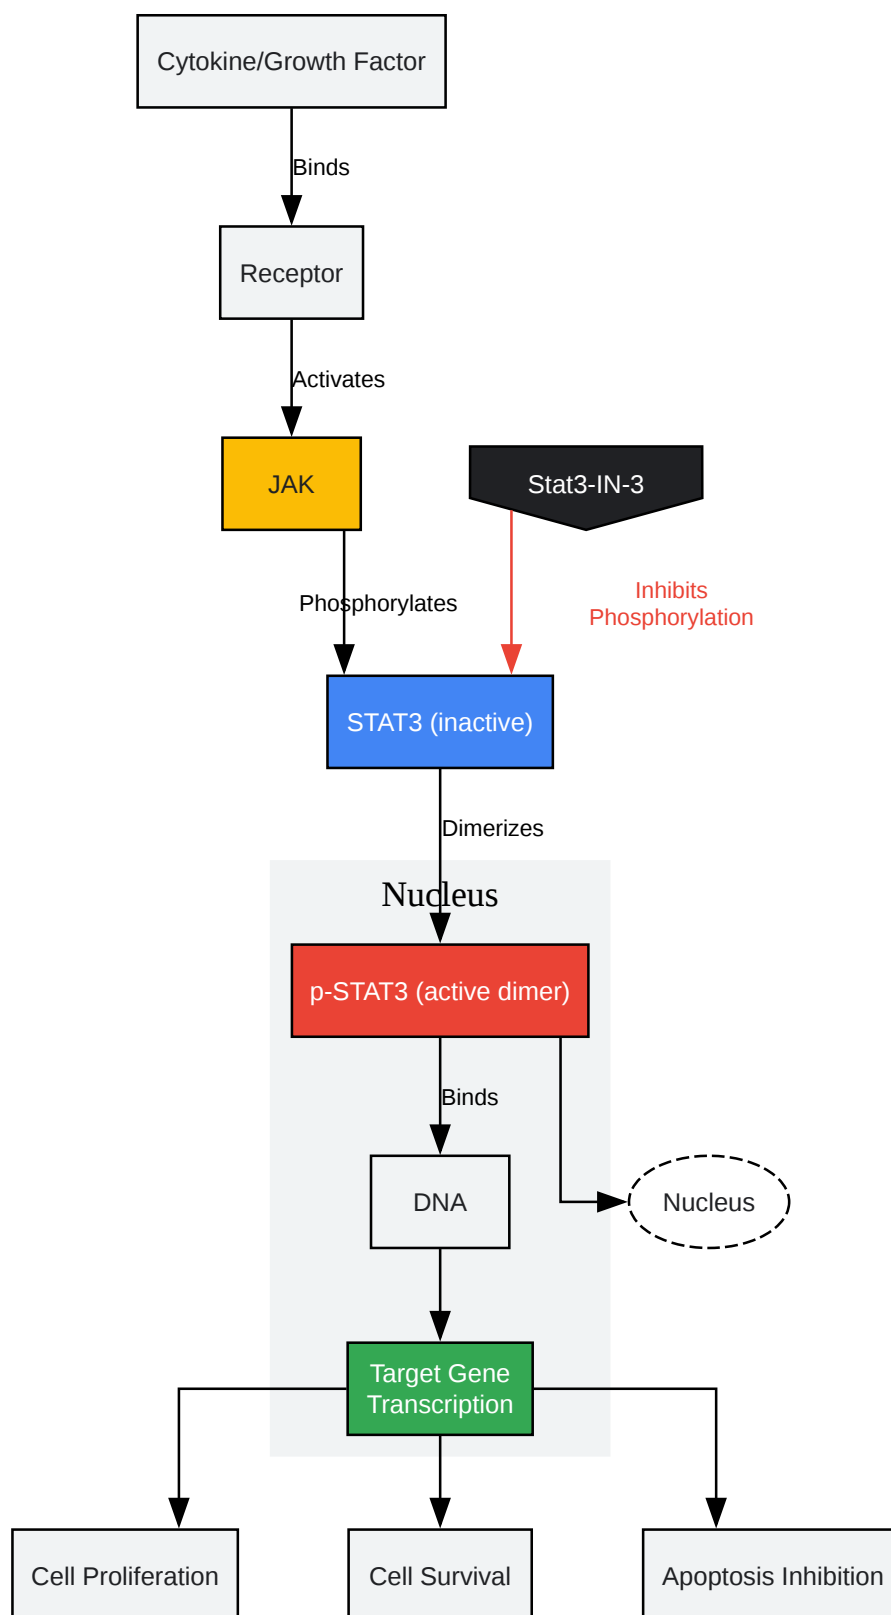 Cytokine/Growth Factor
Binds
Receptor
Activates
JAK
Stat3-IN-3
Phosphorylates
Inhibits
Phosphorylation
STAT3 (inactive)
Dimerizes
Nucleus
p-STAT3 (active dimer)
Binds
DNA
Nucleus
Target Gene
Transcription
Cell Proliferation
Cell Survival
Apoptosis Inhibition